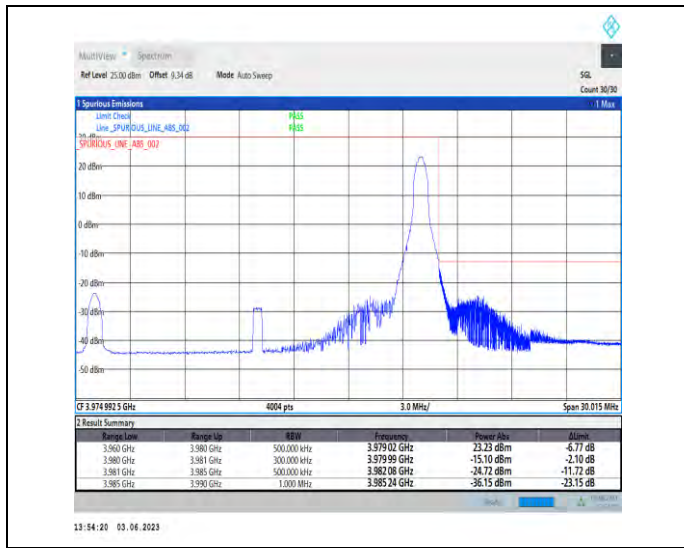 MultiView Spectrum
Ref Level 25.00 dBm Offset 9.34 dB Mode Auto Sweep SGL
Count 30/30
1 Spurious Emissions 1 Max
Limit Check PASS
Line _SPURIOUS_LINE_ABS_002 PASS
_SPURIOUS_LINE_ABS_002
20 dBm
10 dBm
0 dBm
-10 dBm
-20 dBm
-30 dBm
-40 dBm
-50 dBm
CF 3.974 992 5 GHz 4004 pts 3.0 MHz/ Span 30.015 MHz
2 Result Summary
Range Low Range Up RBW Frequency Power Abs ΔLimit
3.960 GHz 3.980 GHz 500.000 kHz 3.979 02 GHz 23.23 dBm -6.77 dB
3.980 GHz 3.981 GHz 300.000 kHz 3.979 99 GHz -15.10 dBm -2.10 dB
3.981 GHz 3.985 GHz 500.000 kHz 3.982 08 GHz -24.72 dBm -11.72 dB
3.985 GHz 3.990 GHz 1.000 MHz 3.985 24 GHz -36.15 dBm -23.15 dB
Ready
13:54:20 03.06.2023